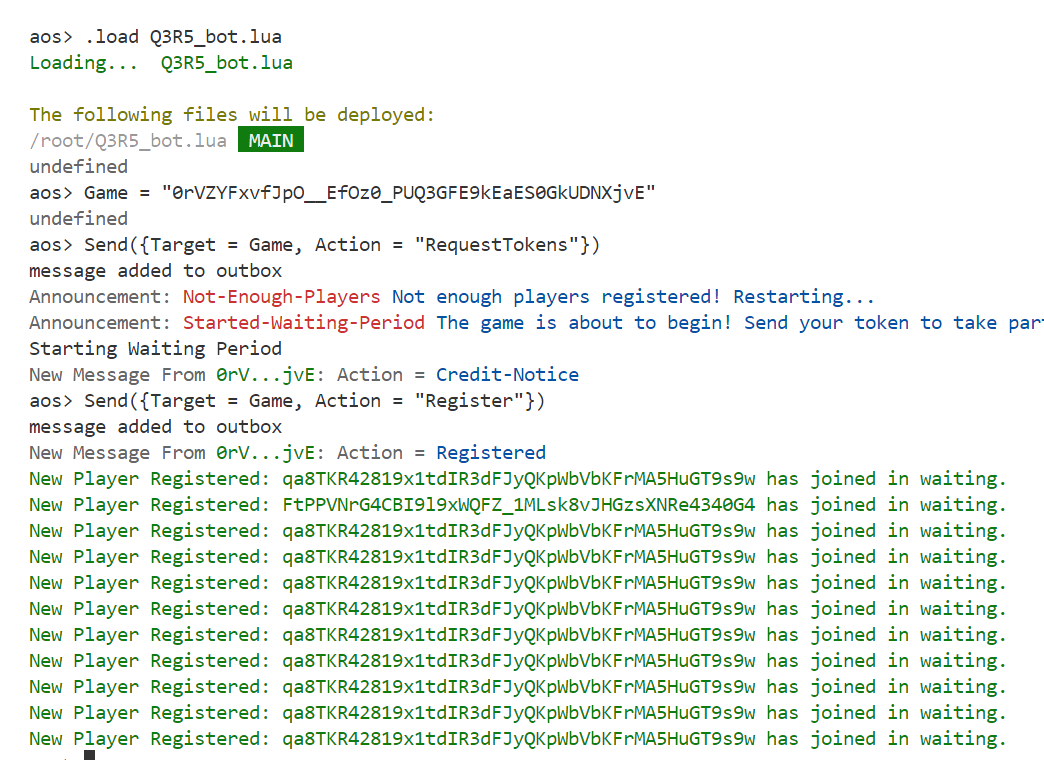 aos> .load Q3R5_bot.lua
Loading...  Q3R5_bot.lua
The following files will be deployed:
/root/Q3R5_bot.lua MAIN
undefined
aos> Game = "0rVZYFxvfJpO__EfOz0_PUQ3GFE9kEaES0GkUDNXjvE"
undefined
aos> Send({Target = Game, Action = "RequestTokens"})
message added to outbox
Announcement: Not-Enough-Players Not enough players registered! Restarting...
Announcement: Started-Waiting-Period The game is about to begin! Send your token to take par
Starting Waiting Period
New Message From 0rV...jvE: Action = Credit-Notice
aos> Send({Target = Game, Action = "Register"})
message added to outbox
New Message From 0rV...jvE: Action = Registered
New Player Registered: qa8TKR42819x1tdIR3dFJyQKpWbVbKFrMA5HuGT9s9w has joined in waiting.
New Player Registered: FtPPVNrG4CBI9l9xWQFZ_1MLsk8vJHGzsXNRe4340G4 has joined in waiting.
New Player Registered: qa8TKR42819x1tdIR3dFJyQKpWbVbKFrMA5HuGT9s9w has joined in waiting.
New Player Registered: qa8TKR42819x1tdIR3dFJyQKpWbVbKFrMA5HuGT9s9w has joined in waiting.
New Player Registered: qa8TKR42819x1tdIR3dFJyQKpWbVbKFrMA5HuGT9s9w has joined in waiting.
New Player Registered: qa8TKR42819x1tdIR3dFJyQKpWbVbKFrMA5HuGT9s9w has joined in waiting.
New Player Registered: qa8TKR42819x1tdIR3dFJyQKpWbVbKFrMA5HuGT9s9w has joined in waiting.
New Player Registered: qa8TKR42819x1tdIR3dFJyQKpWbVbKFrMA5HuGT9s9w has joined in waiting.
New Player Registered: qa8TKR42819x1tdIR3dFJyQKpWbVbKFrMA5HuGT9s9w has joined in waiting.
New Player Registered: qa8TKR42819x1tdIR3dFJyQKpWbVbKFrMA5HuGT9s9w has joined in waiting.
New Player Registered: qa8TKR42819x1tdIR3dFJyQKpWbVbKFrMA5HuGT9s9w has joined in waiting.